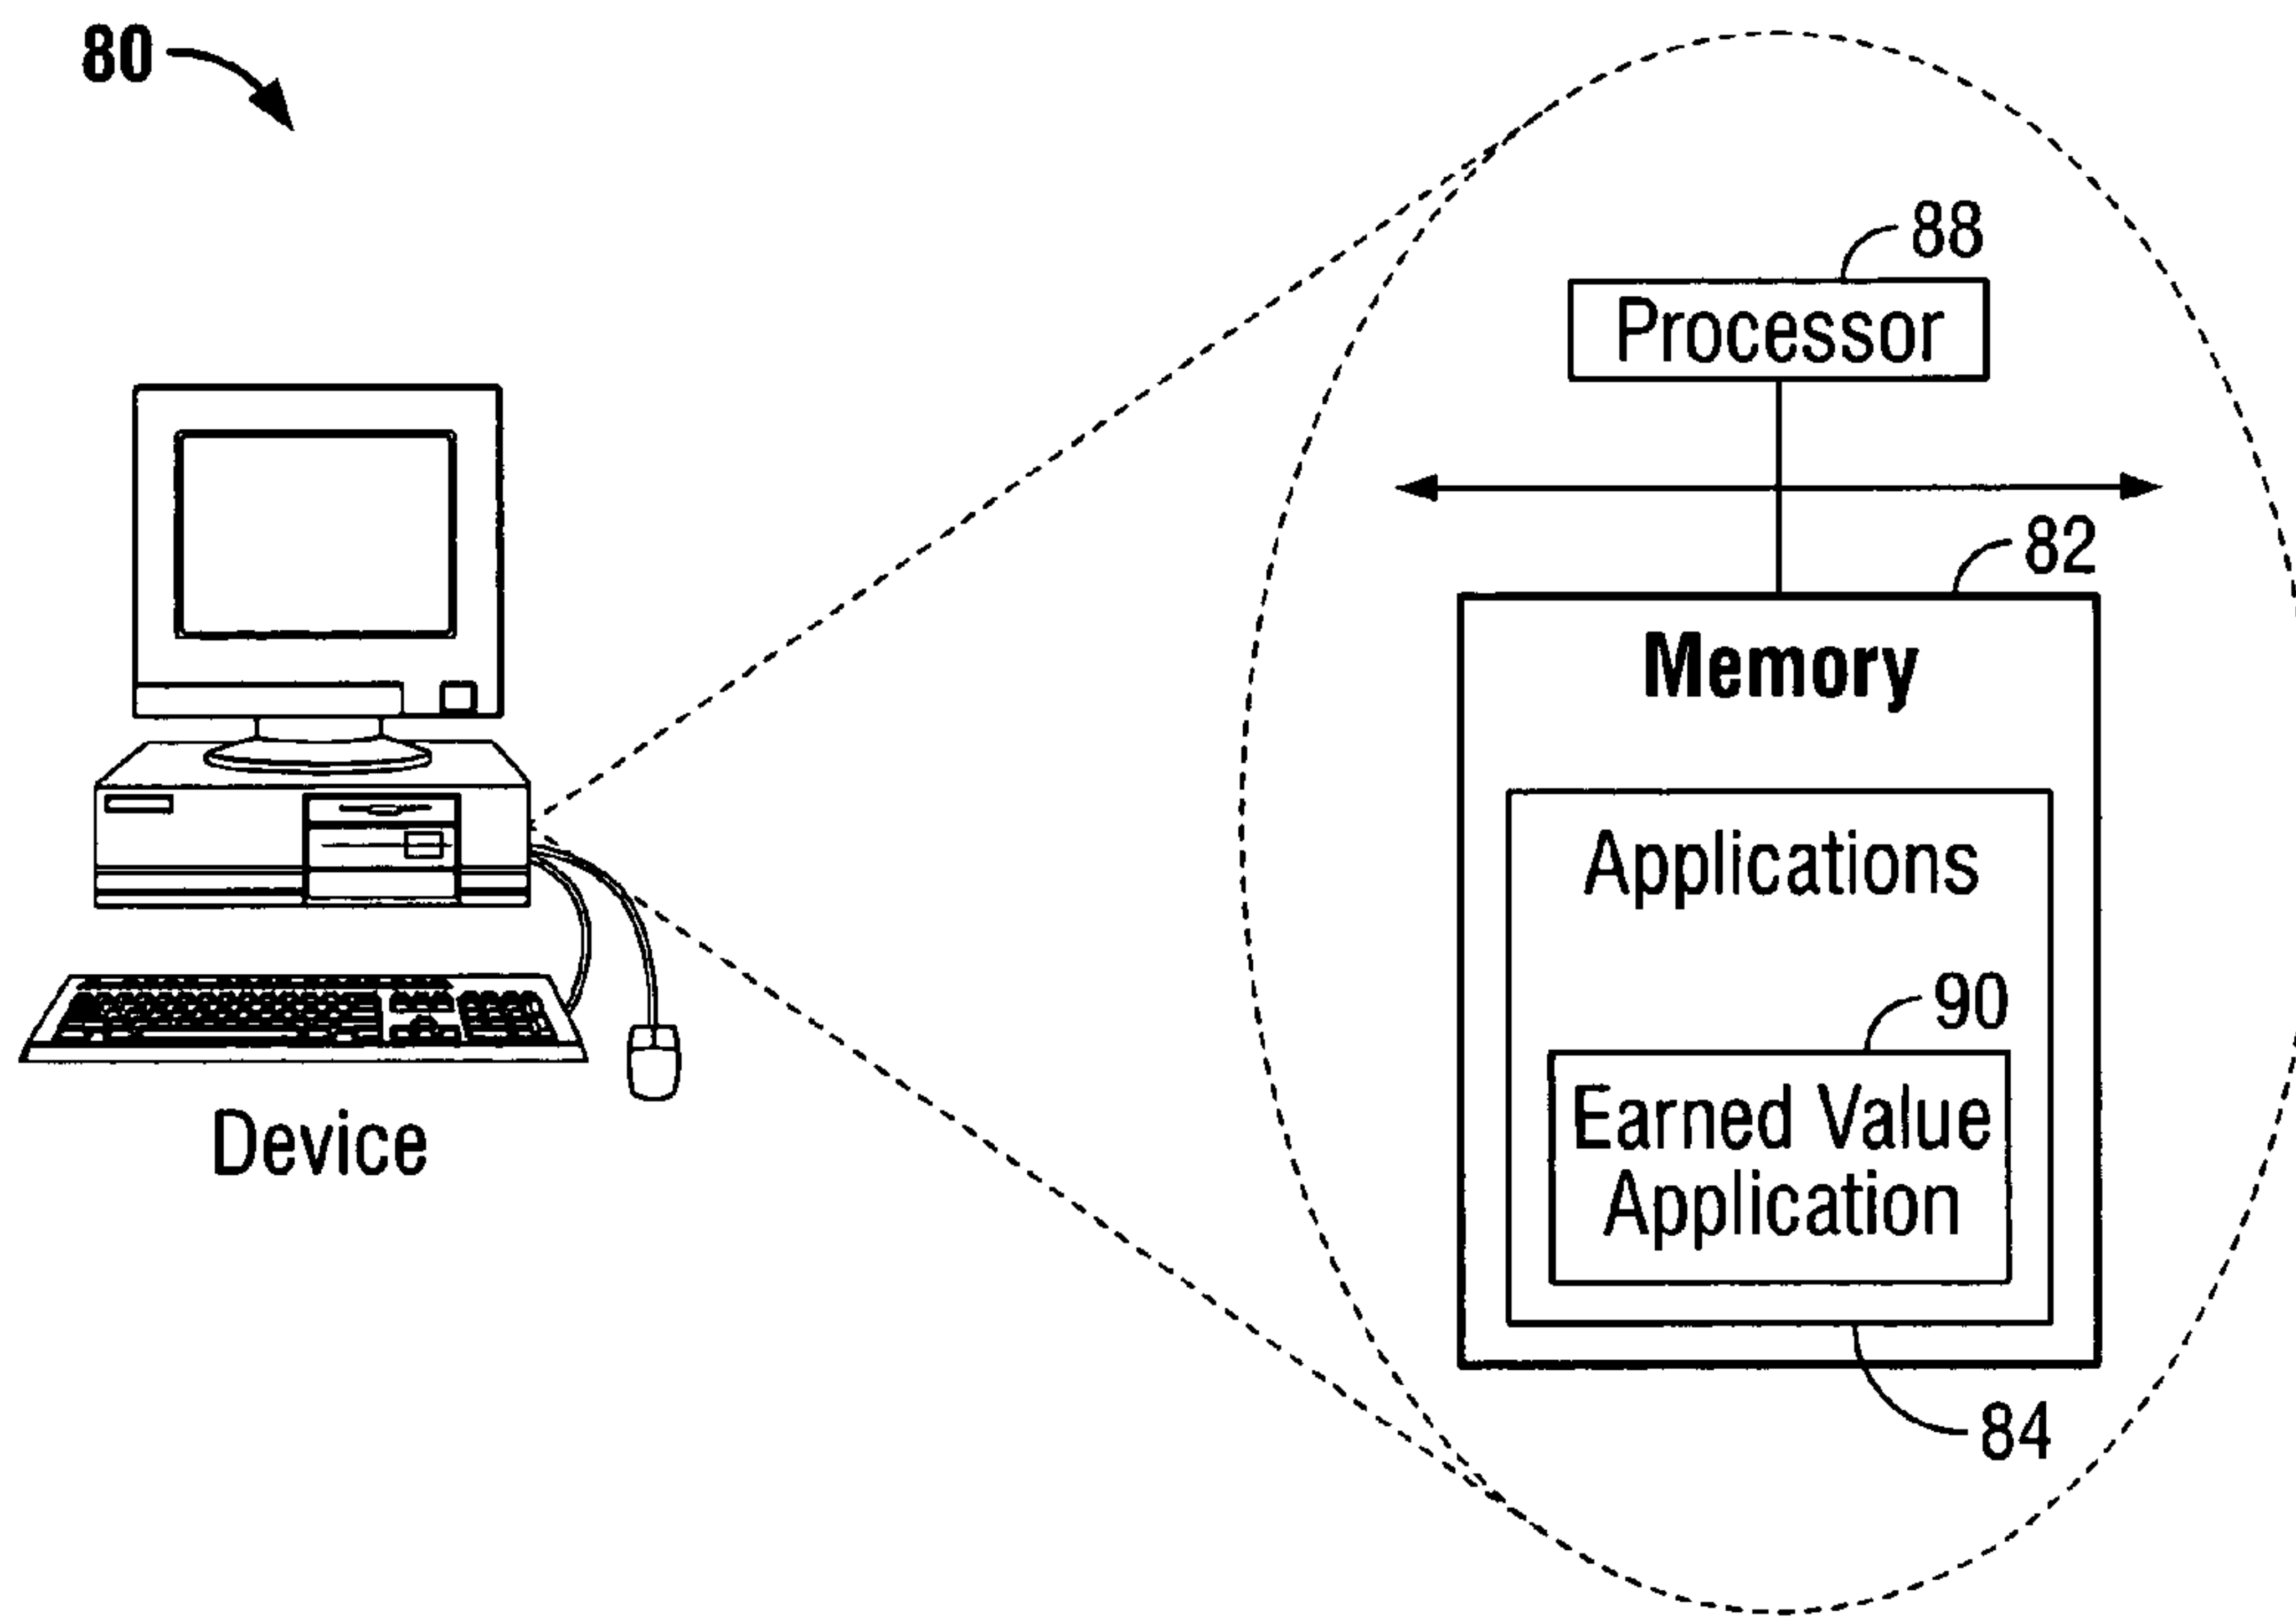 80
88
Processor
82
Memory
Applications
90
Earned Value
Application
Device
84